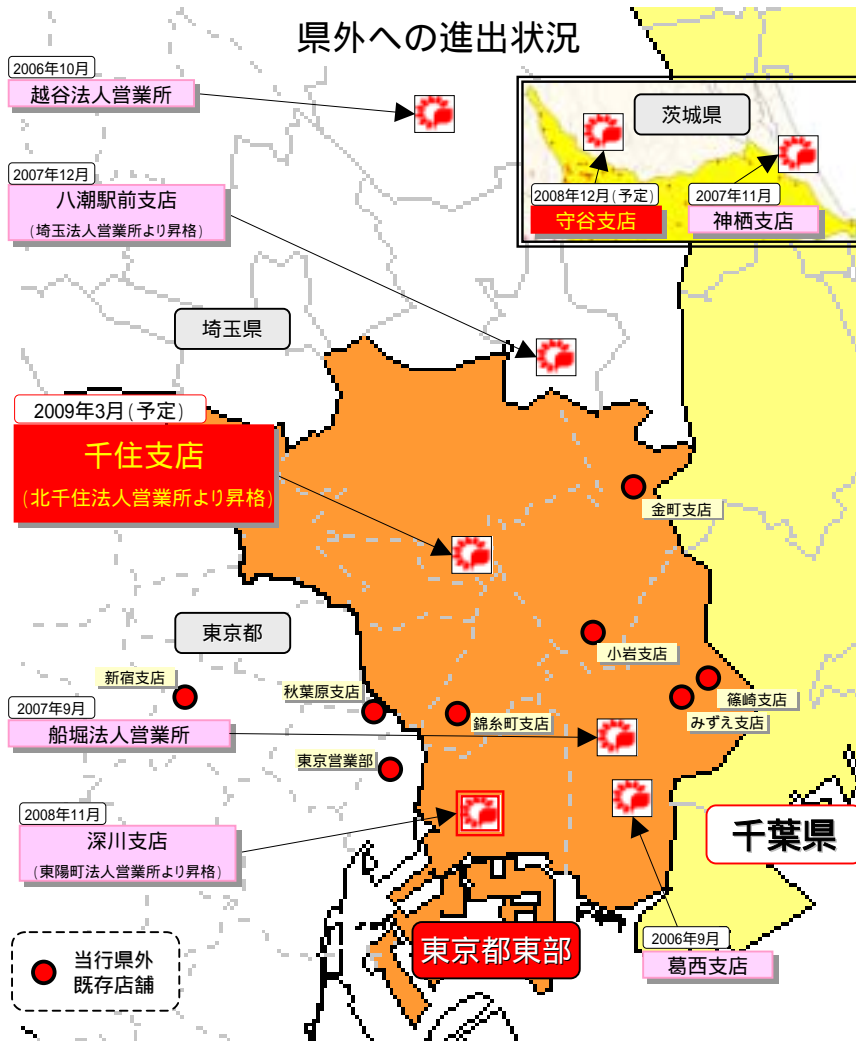 県外への進出状況
2006年10月
越谷法人営業所
2007年12月
八潮駅前支店
(埼玉法人営業所より昇格)
茨城県
2008年12月(予定)
守谷支店
2007年11月
神栖支店
埼玉県
2009年3月(予定)
千住支店
(北千住法人営業所より昇格)
金町支店
東京都
小岩支店
新宿支店
秋葉原支店
錦糸町支店
篠崎支店
みずえ支店
2007年9月
船堀法人営業所
東京営業部
2008年11月
深川支店
(東陽町法人営業所より昇格)
千葉県
東京都東部
2006年9月
葛西支店
当行県外
既存店舗